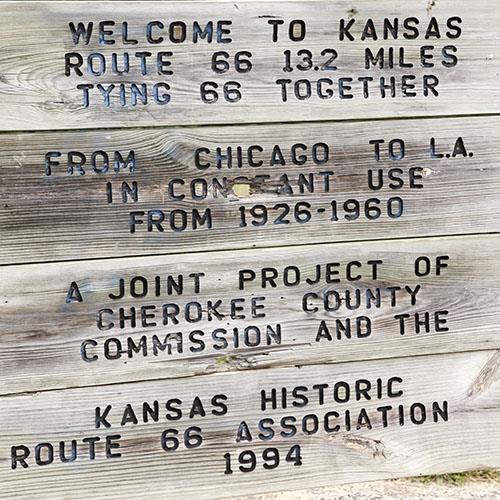 WELCOME TO KANSAS
ROUTE 66 13.2 MILES
TYING 66 TOGETHER
FROM CHICAGO TO L.A.
IN CONSTANT USE
FROM 1926-1960
A JOINT PROJECT OF
CHEROKEE COUNTY
COMMISSION AND THE
KANSAS HISTORIC
ROUTE 66 ASSOCIATION
1994